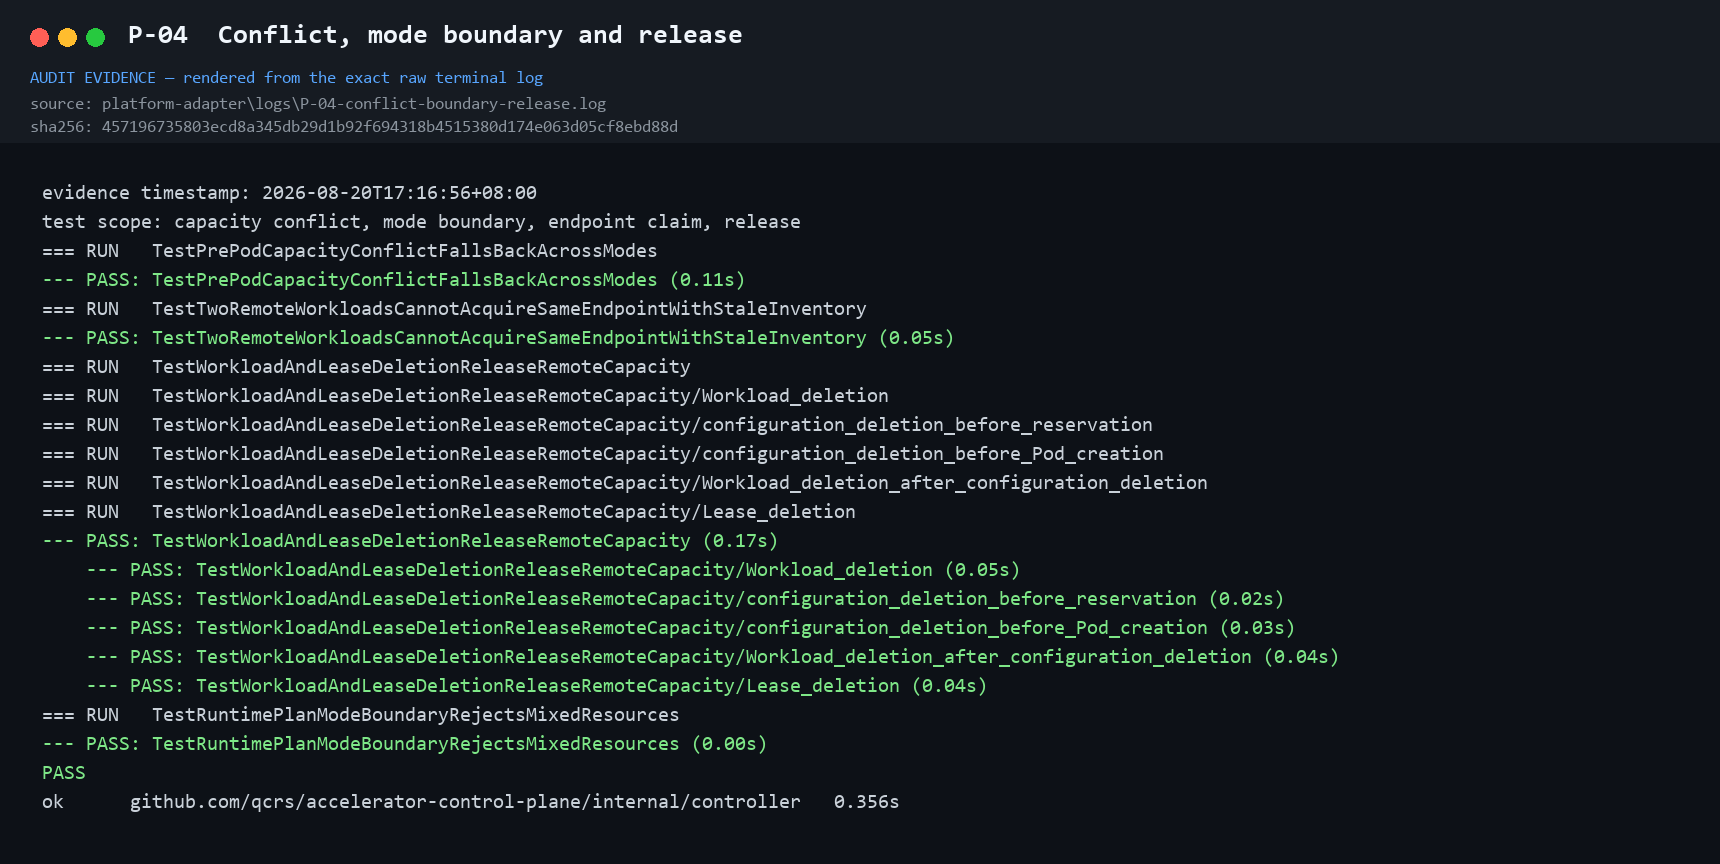 P-04  Conflict, mode boundary and release
AUDIT EVIDENCE — rendered from the exact raw terminal log
source: platform-adapter\logs\P-04-conflict-boundary-release.log
sha256: 457196735803ecd8a345db29d1b92f694318b4515380d174e063d05cf8ebd88d
evidence timestamp: 2026-08-20T17:16:56+08:00
test scope: capacity conflict, mode boundary, endpoint claim, release
=== RUN   TestPrePodCapacityConflictFallsBackAcrossModes
--- PASS: TestPrePodCapacityConflictFallsBackAcrossModes (0.11s)
=== RUN   TestTwoRemoteWorkloadsCannotAcquireSameEndpointWithStaleInventory
--- PASS: TestTwoRemoteWorkloadsCannotAcquireSameEndpointWithStaleInventory (0.05s)
=== RUN   TestWorkloadAndLeaseDeletionReleaseRemoteCapacity
=== RUN   TestWorkloadAndLeaseDeletionReleaseRemoteCapacity/Workload_deletion
=== RUN   TestWorkloadAndLeaseDeletionReleaseRemoteCapacity/configuration_deletion_before_reservation
=== RUN   TestWorkloadAndLeaseDeletionReleaseRemoteCapacity/configuration_deletion_before_Pod_creation
=== RUN   TestWorkloadAndLeaseDeletionReleaseRemoteCapacity/Workload_deletion_after_configuration_deletion
=== RUN   TestWorkloadAndLeaseDeletionReleaseRemoteCapacity/Lease_deletion
--- PASS: TestWorkloadAndLeaseDeletionReleaseRemoteCapacity (0.17s)
    --- PASS: TestWorkloadAndLeaseDeletionReleaseRemoteCapacity/Workload_deletion (0.05s)
    --- PASS: TestWorkloadAndLeaseDeletionReleaseRemoteCapacity/configuration_deletion_before_reservation (0.02s)
    --- PASS: TestWorkloadAndLeaseDeletionReleaseRemoteCapacity/configuration_deletion_before_Pod_creation (0.03s)
    --- PASS: TestWorkloadAndLeaseDeletionReleaseRemoteCapacity/Workload_deletion_after_configuration_deletion (0.04s)
    --- PASS: TestWorkloadAndLeaseDeletionReleaseRemoteCapacity/Lease_deletion (0.04s)
=== RUN   TestRuntimePlanModeBoundaryRejectsMixedResources
--- PASS: TestRuntimePlanModeBoundaryRejectsMixedResources (0.00s)
PASS
ok      github.com/qcrs/accelerator-control-plane/internal/controller   0.356s